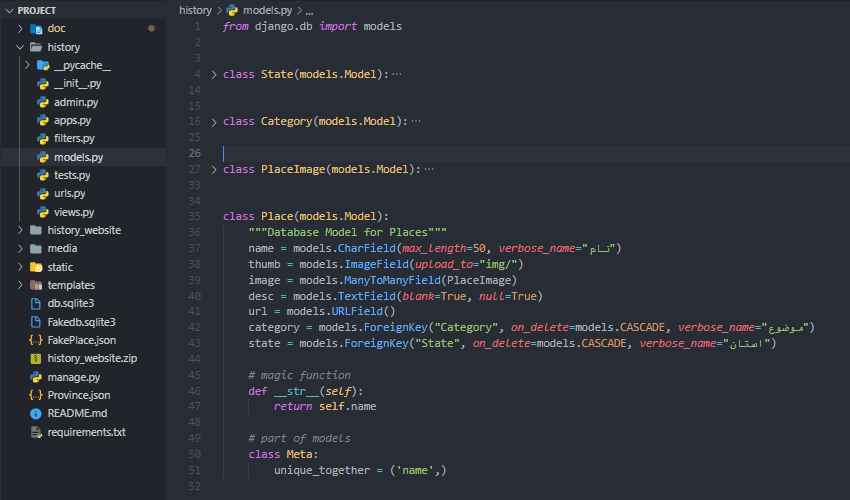 PROJECT
doc
history
__pycache__
__init__.py
admin.py
apps.py
filters.py
models.py
tests.py
urls.py
views.py
history_website
media
static
templates
db.sqlite3
Fakedb.sqlite3
FakePlace.json
history_website.zip
manage.py
Province.json
README.md
requirements.txt
history > models.py > ...
1 from django.db import models
2
3
4 class State(models.Model):···
14
15
16 class Category(models.Model):···
25
26
27 class PlaceImage(models.Model):···
33
34
35 class Place(models.Model):
36 """Database Model for Places"""
37 name = models.CharField(max_length=50, verbose_name="نام")
38 thumb = models.ImageField(upload_to="img/")
39 image = models.ManyToManyField(PlaceImage)
40 desc = models.TextField(blank=True, null=True)
41 url = models.URLField()
42 category = models.ForeignKey("Category", on_delete=models.CASCADE, verbose_name="موضوع")
43 state = models.ForeignKey("State", on_delete=models.CASCADE, verbose_name="استان")
44
45 # magic function
46 def __str__(self):
47 return self.name
48
49 # part of models
50 class Meta:
51 unique_together = ('name',)
52